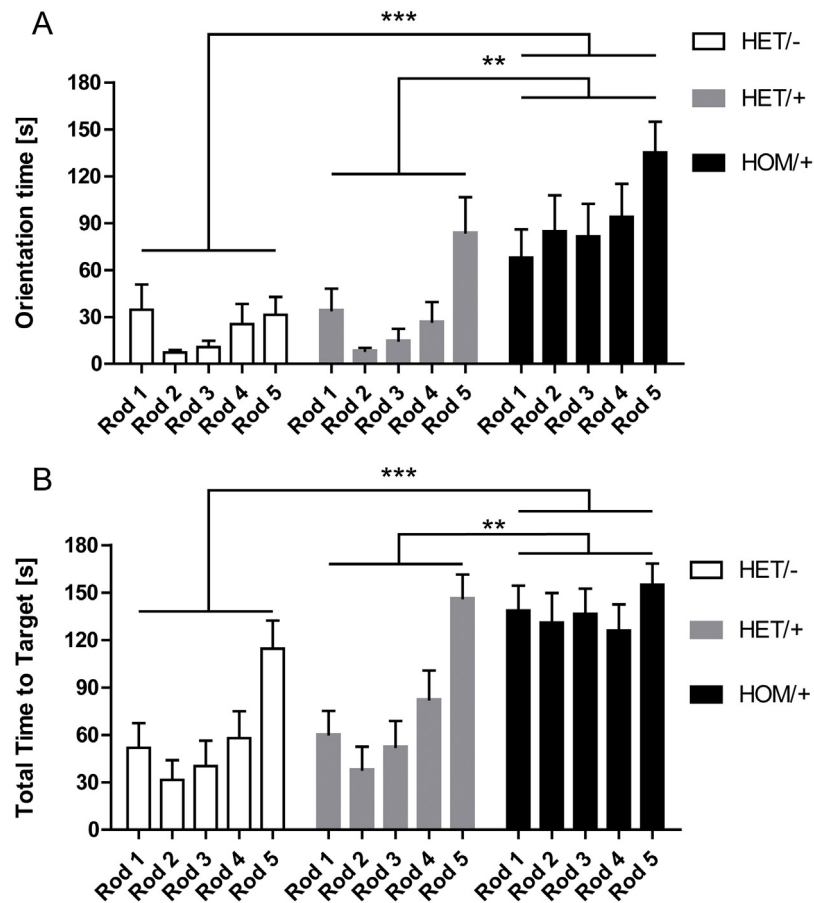 A
***
HET/-
**
HET/+
HOM/+
180
150
120
90
60
30
0
Orientation time [s]
Rod 1
Rod 2
Rod 3
Rod 4
Rod 5
Rod 1
Rod 2
Rod 3
Rod 4
Rod 5
Rod 1
Rod 2
Rod 3
Rod 4
Rod 5
B
***
**
HET/-
HET/+
HOM/+
180
150
120
90
60
30
0
Total Time to Target [s]
Rod 1
Rod 2
Rod 3
Rod 4
Rod 5
Rod 1
Rod 2
Rod 3
Rod 4
Rod 5
Rod 1
Rod 2
Rod 3
Rod 4
Rod 5